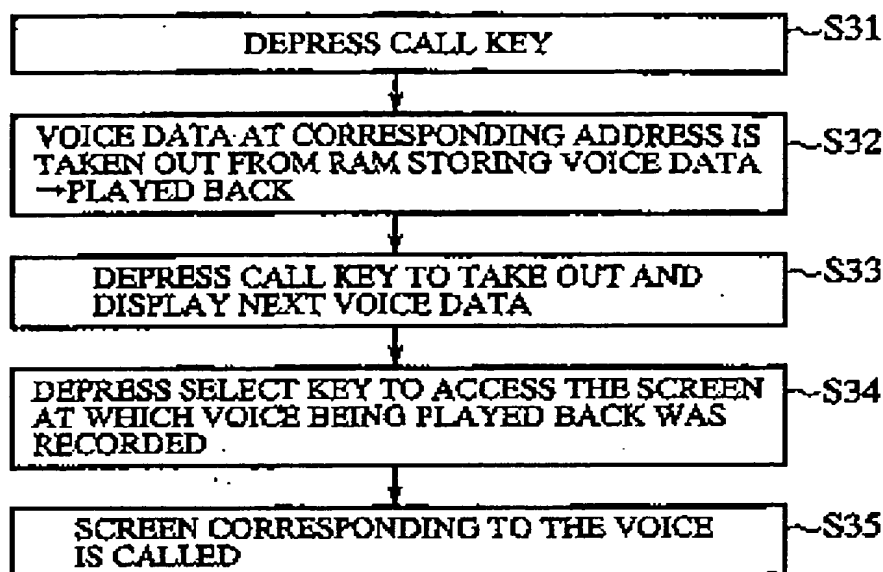 DEPRESS CALL KEY
~S31
VOICE DATA AT CORRESPONDING ADDRESS IS
~S32
TAKEN OUT FROM RAM STORING VOICE DATA
→PLAYED BACK
DEPRESS CALL KEY TO TAKE OUT AND
~S33
DISPLAY NEXT VOICE DATA
DEPRESS SELECT KEY TO ACCESS THE SCREEN
~S34
AT WHICH VOICE BEING PLAYED BACK WAS
RECORDED
SCREEN CORRESPONDING TO THE VOICE
~S35
IS CALLED